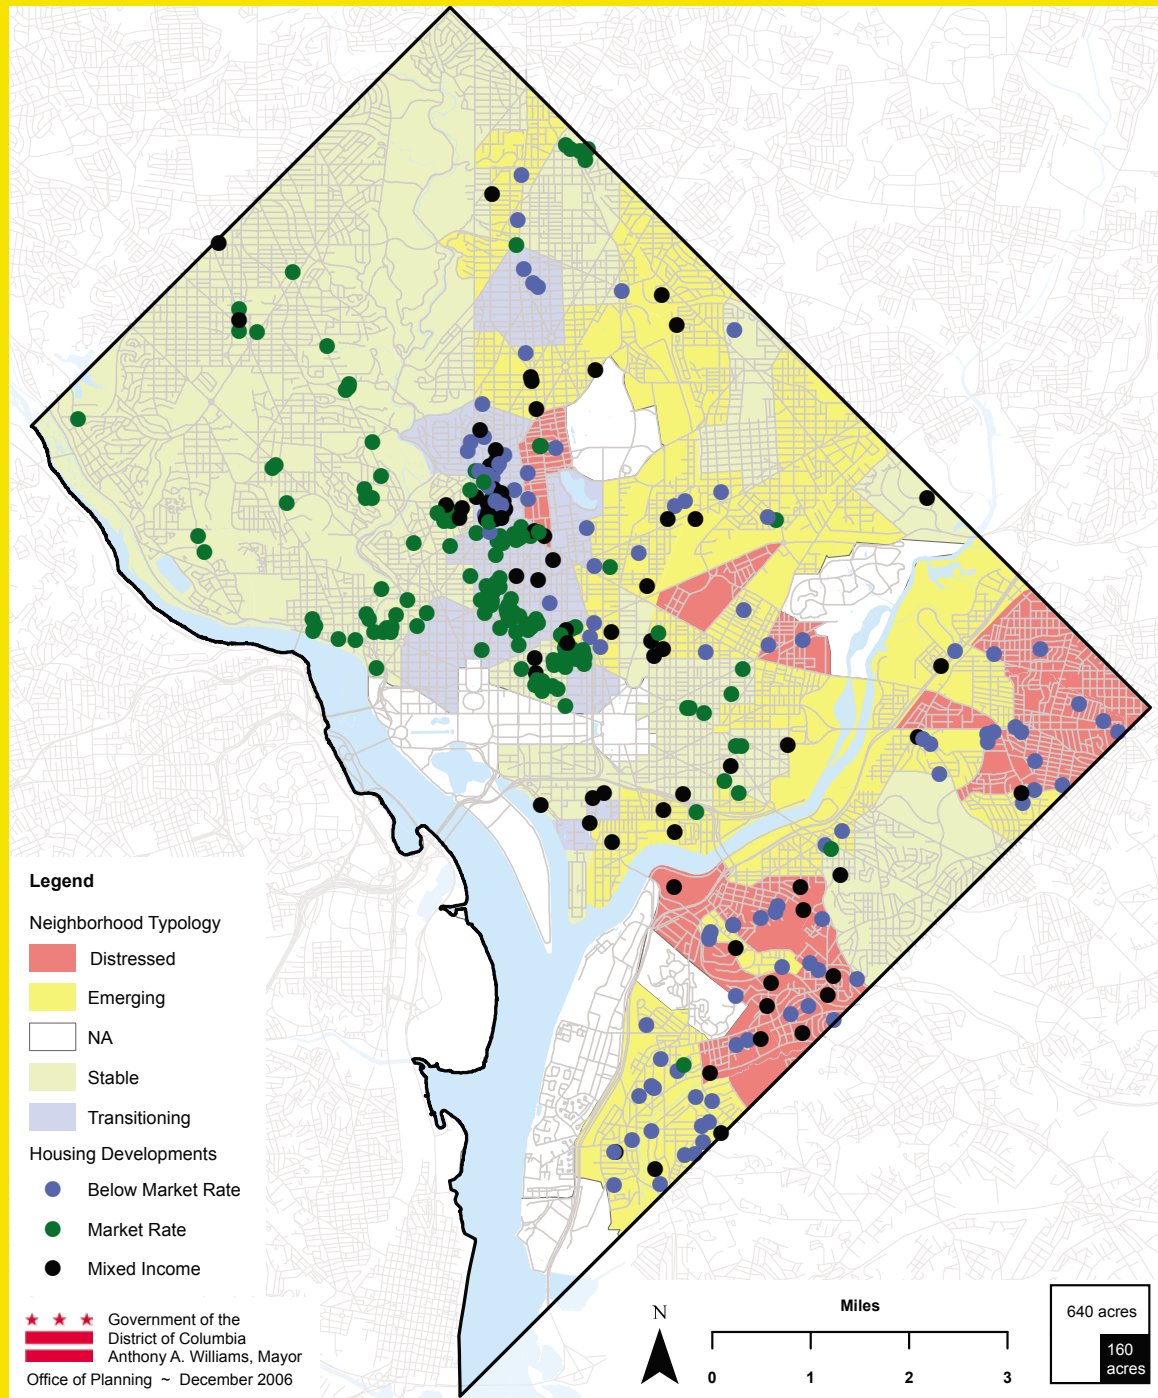 Legend
Neighborhood Typology
Distressed
Emerging
NA
Stable
Transitioning
Housing Developments
Below Market Rate
Market Rate
Mixed Income
Government of the
District of Columbia
Anthony A. Williams, Mayor
Office of Planning ~ December 2006
N
Miles
0 1 2 3
640 acres
160
acres